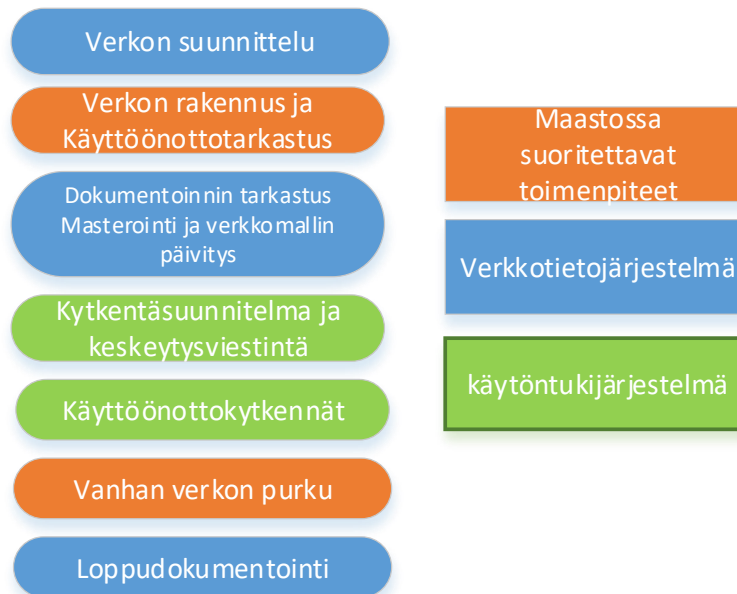 Verkon suunnittelu
Verkon rakennus ja
Käyttöönottotarkastus
Dokumentoinnin tarkastus
Masterointi ja verkkomallin
päivitys
Kytkentäsuunnitelma ja
keskeytysviestintä
Käyttöönottokytkennät
Vanhan verkon purku
Loppudokumentointi
Maastossa
suoritettavat
toimenpiteet
Verkkotietojärjestelmä
käytöntukijärjestelmä